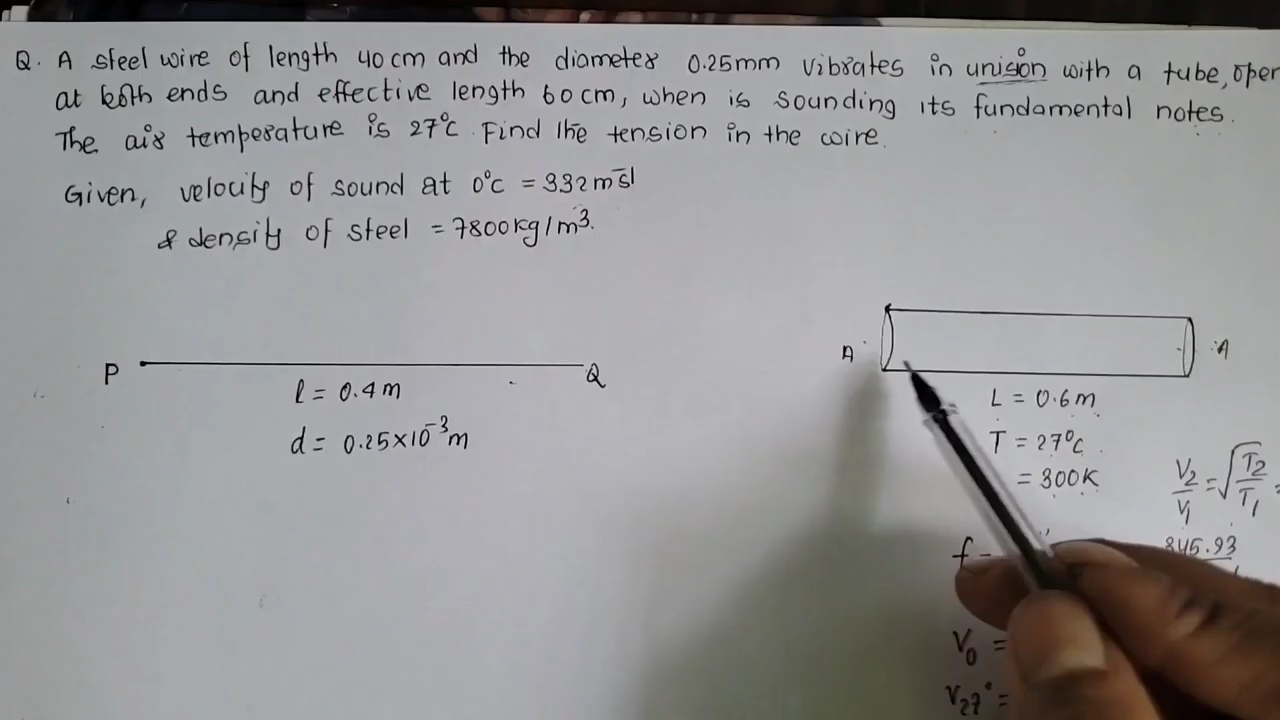 Q. A steel wire of length 40 cm and the diameter 0.25mm vibrates in unison with a tube, open
at both ends and effective length 60 cm, when is sounding its fundamental notes.
The air temperature is 27°C. Find the tension in the wire.
Given, velocity of sound at 0°C = 332 ms⁻¹
& density of steel = 7800 kg/m³.
P Q
l = 0.4 m
d = 0.25×10⁻³ m
A A
L = 0.6 m
T = 27°C
= 300K
V₂/V₁ = √T₂/T₁ =
345.93
f =
V₀ =
V₂₇° =